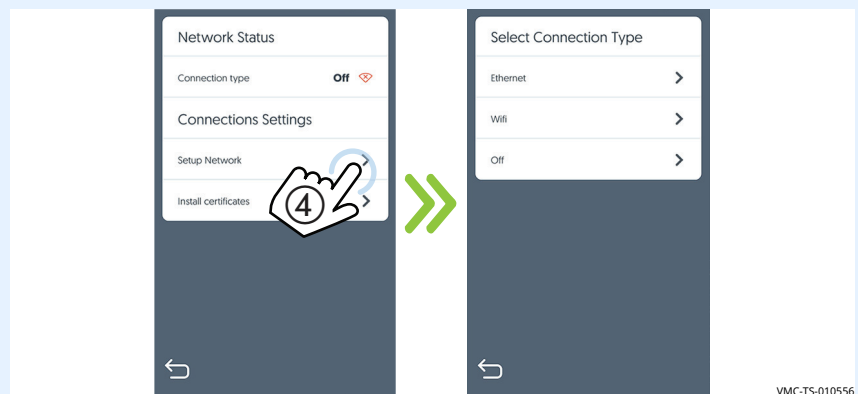 Network Status
Connection type Off
Connections Settings
Setup Network
Install certificates
4
Select Connection Type
Ethernet
Wifi
Off
VMC-TS-010556